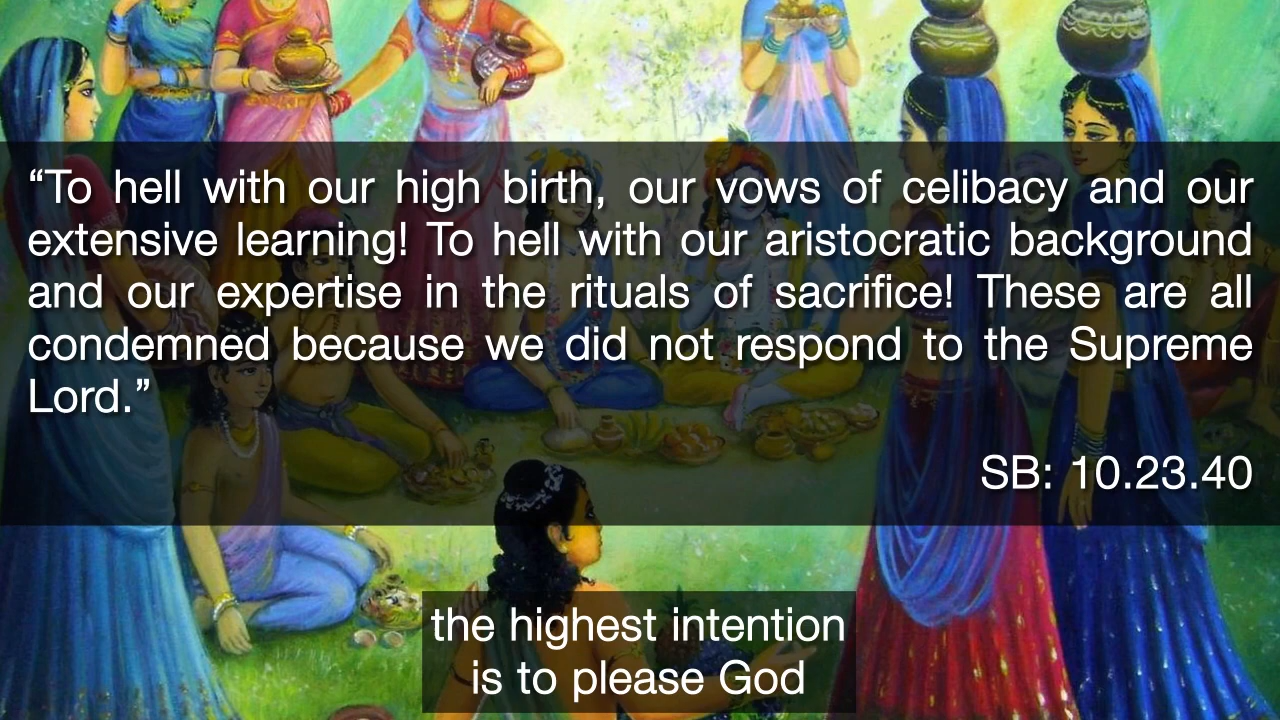 “To hell with our high birth, our vows of celibacy and our
extensive learning! To hell with our aristocratic background
and our expertise in the rituals of sacrifice! These are all
condemned because we did not respond to the Supreme
Lord.”
SB: 10.23.40
the highest intention
is to please God